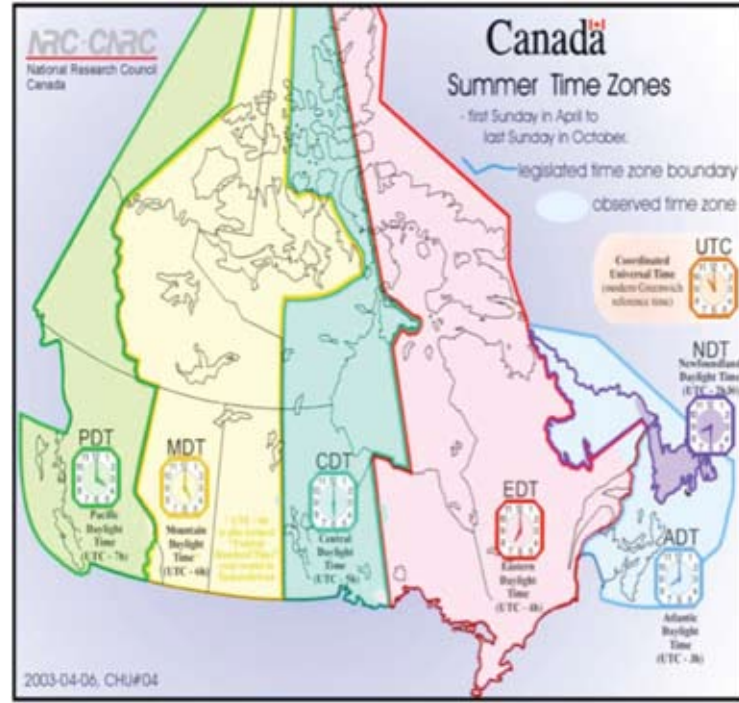 NRC·CNRC
National Research Council
Canada
Canada
Summer Time Zones
- first Sunday in April to
last Sunday in October.
legislated time zone boundary
observed time zone
UTC
Coordinated
Universal Time
(modern Greenwich
reference time)
NDT
Newfoundland
Daylight Time
(UTC - 2h30)
PDT
Pacific
Daylight
Time
(UTC - 7h)
MDT
Mountain
Daylight
Time
(UTC - 6h)
CDT
Central
Daylight
Time
(UTC - 5h)
EDT
Eastern
Daylight
Time
(UTC - 4h)
ADT
Atlantic
Daylight
Time
(UTC - 3h)
2003-04-06, CHU#04